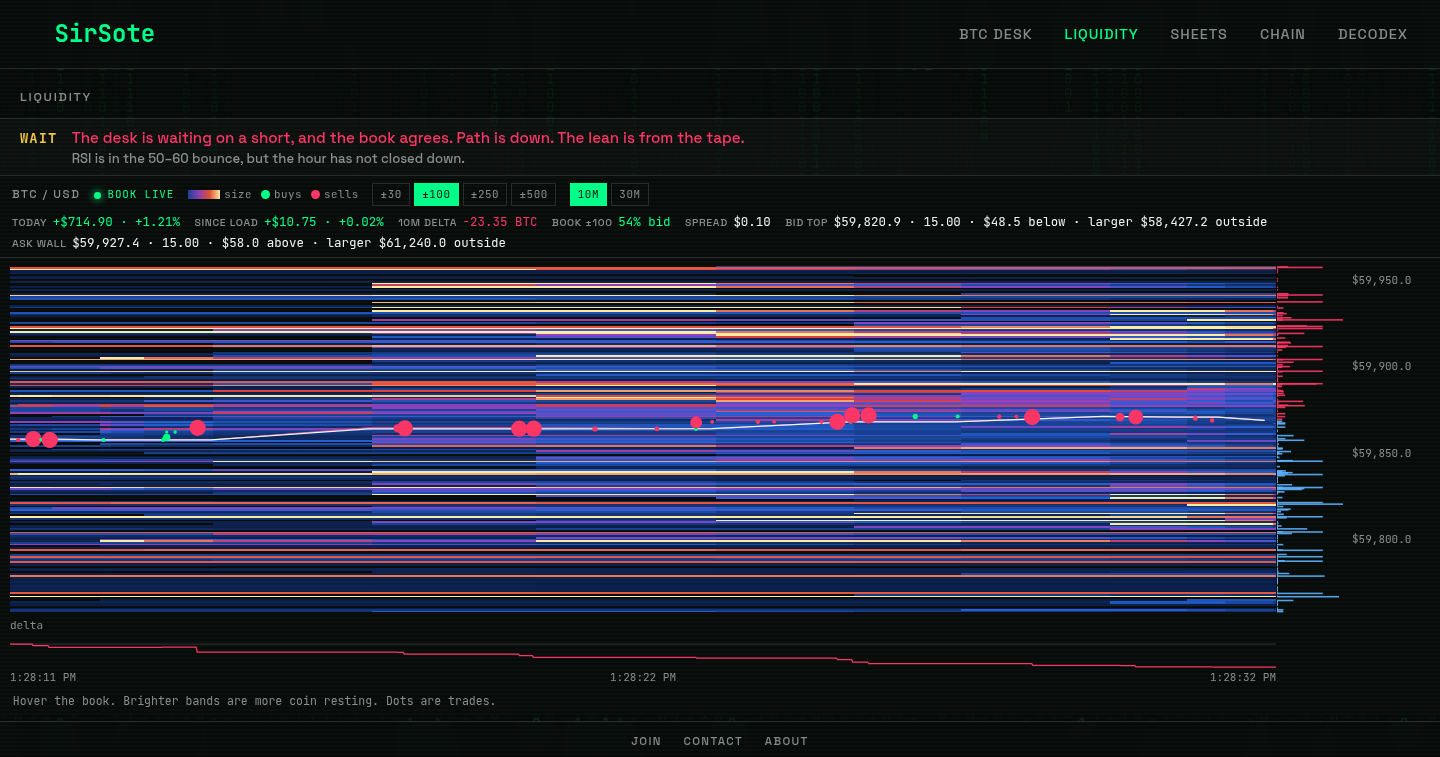 SirSote
BTC DESK LIQUIDITY SHEETS CHAIN DECODEX
LIQUIDITY
WAIT The desk is waiting on a short, and the book agrees. Path is down. The lean is from the tape.
RSI is in the 50–60 bounce, but the hour has not closed down.
BTC / USD BOOK LIVE size buys sells ±30 ±100 ±250 ±500 10M 30M
TODAY +$714.90 · +1.21% SINCE LOAD +$10.75 · +0.02% 10M DELTA -23.35 BTC BOOK ±100 54% bid SPREAD $0.10 BID TOP $59,820.9 · 15.00 · $48.5 below · larger $58,427.2 outside
ASK WALL $59,927.4 · 15.00 · $58.0 above · larger $61,240.0 outside
$59,950.0
$59,900.0
$59,850.0
$59,800.0
delta
1:28:11 PM 1:28:22 PM 1:28:32 PM
Hover the book. Brighter bands are more coin resting. Dots are trades.
JOIN CONTACT ABOUT